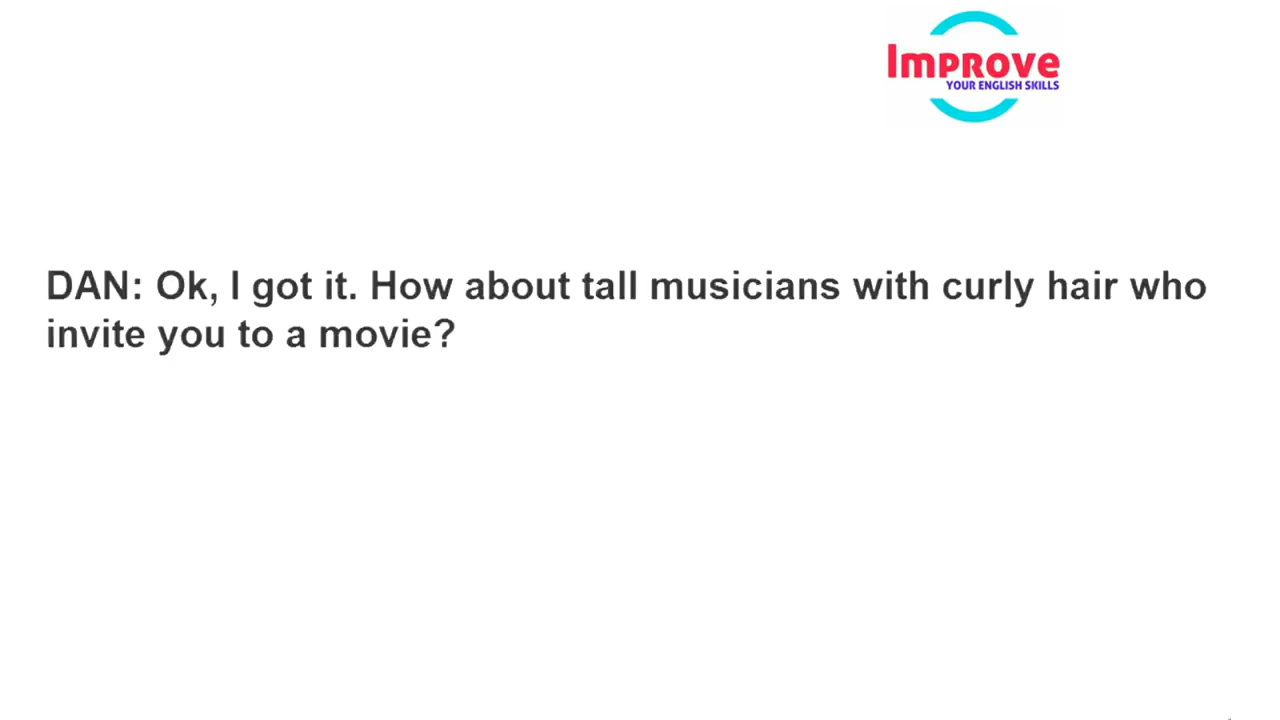 Improve
YOUR ENGLISH SKILLS
DAN: Ok, I got it. How about tall musicians with curly hair who
invite you to a movie?